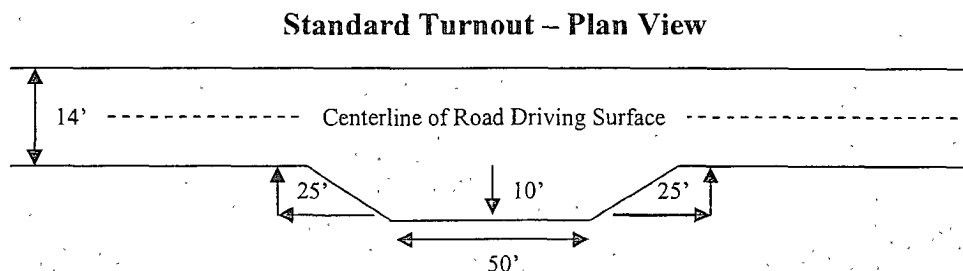 Standard Turnout – Plan View
14'
Centerline of Road Driving Surface
25'
10'
25'
50'